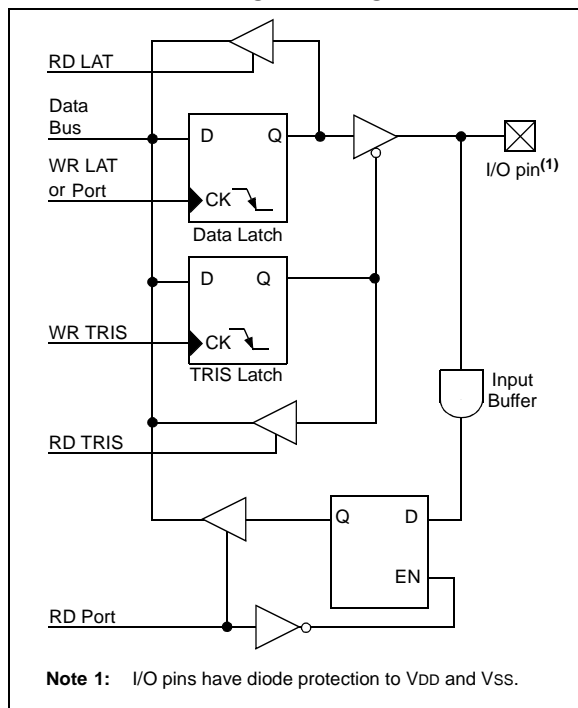 RD LAT
Data
Bus
D Q
WR LAT
or Port
CK
I/O pin(1)
Data Latch
D Q
WR TRIS
CK
TRIS Latch
Input
Buffer
RD TRIS
Q D
EN
RD Port
Note 1: I/O pins have diode protection to VDD and VSS.